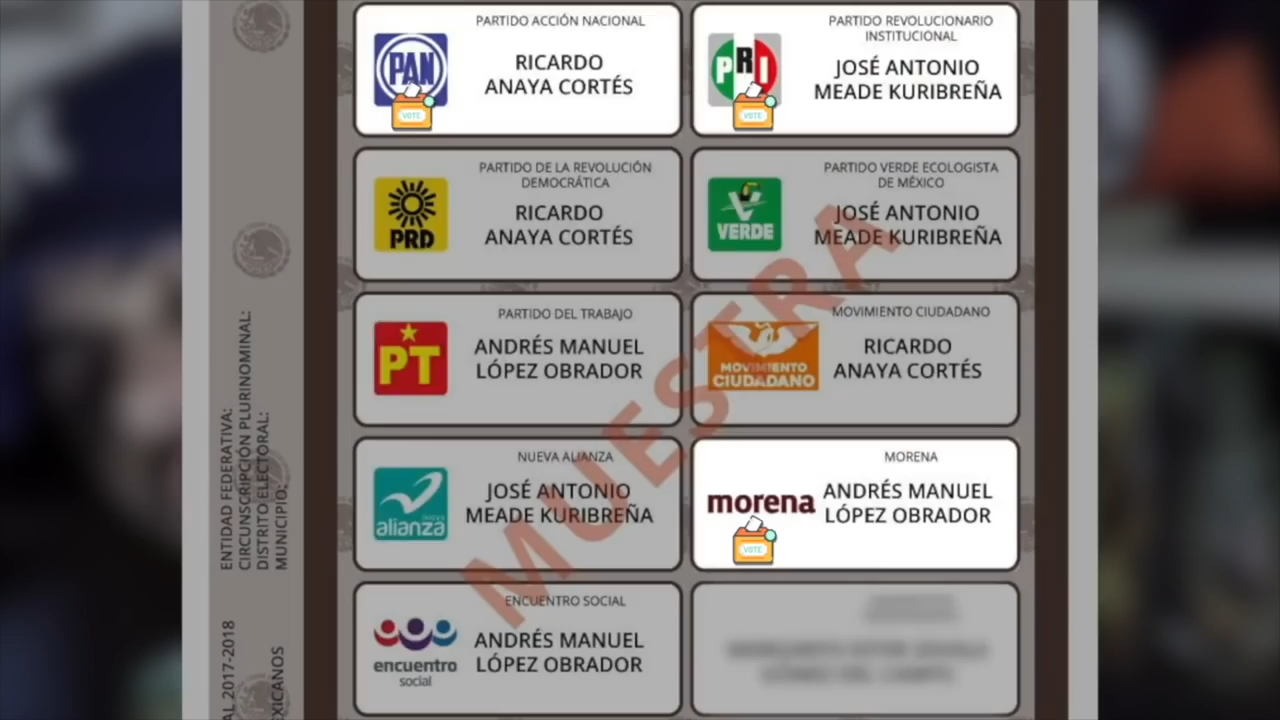 PARTIDO ACCIÓN NACIONAL
PAN
RICARDO
ANAYA CORTÉS
VOTE
PARTIDO REVOLUCIONARIO
INSTITUCIONAL
PRI
JOSÉ ANTONIO
MEADE KURIBREÑA
VOTE
PARTIDO DE LA REVOLUCIÓN
DEMOCRÁTICA
PRD
RICARDO
ANAYA CORTÉS
PARTIDO VERDE ECOLOGISTA
DE MÉXICO
VERDE
JOSÉ ANTONIO
MEADE KURIBREÑA
PARTIDO DEL TRABAJO
PT
ANDRÉS MANUEL
LÓPEZ OBRADOR
MOVIMIENTO CIUDADANO
MOVIMIENTO
CIUDADANO
RICARDO
ANAYA CORTÉS
NUEVA ALIANZA
alianza
JOSÉ ANTONIO
MEADE KURIBREÑA
MORENA
morena
ANDRÉS MANUEL
LÓPEZ OBRADOR
VOTE
ENCUENTRO SOCIAL
encuentro
social
ANDRÉS MANUEL
LÓPEZ OBRADOR
MUESTRA
ENTIDAD FEDERATIVA:
CIRCUNSCRIPCIÓN PLURINOMINAL:
DISTRITO ELECTORAL:
MUNICIPIO:
AL 2017-2018
XICANOS